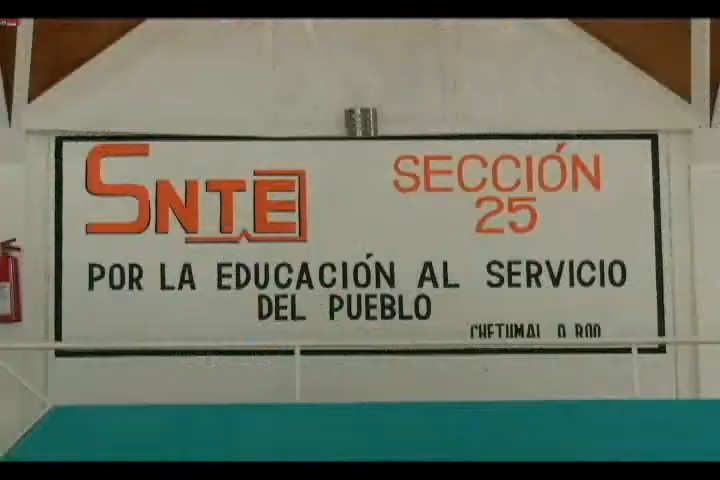 SNTE
SECCIÓN
25
POR LA EDUCACIÓN AL SERVICIO
DEL PUEBLO
CHETUMAL Q. ROO